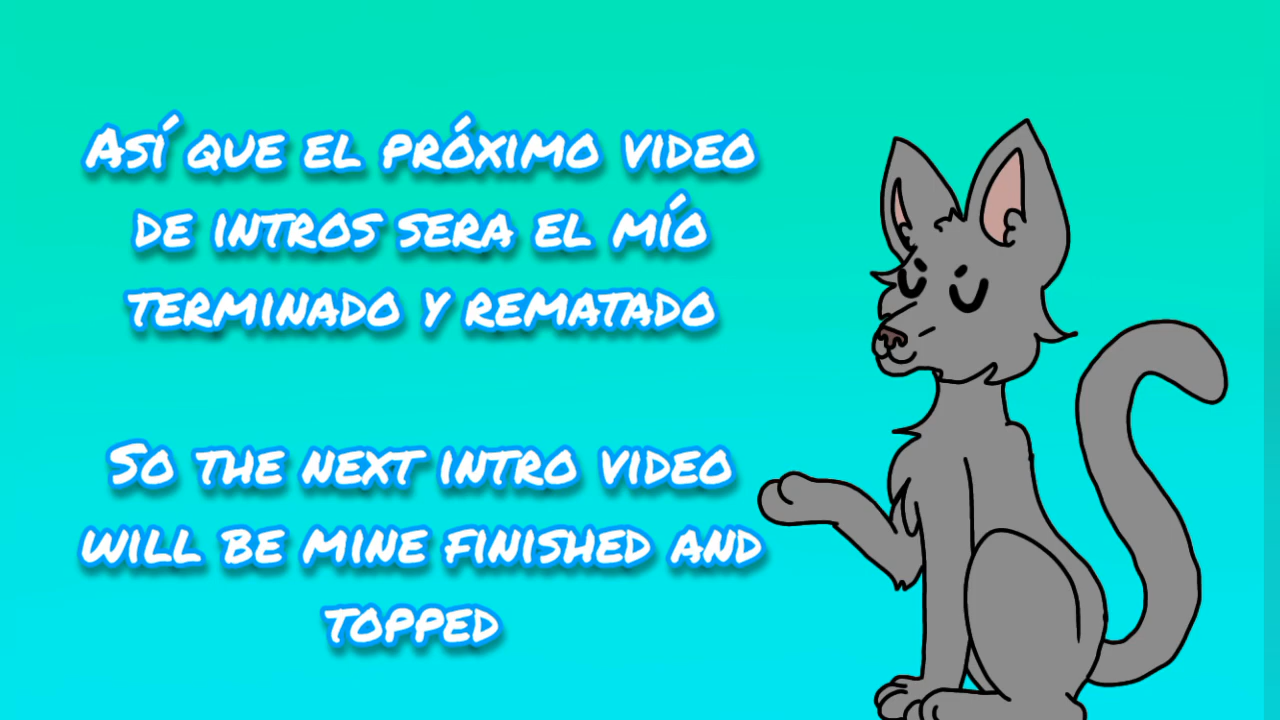 Así que el próximo video
de intros sera el mío
terminado y rematado
So the next intro video
will be mine finished and
topped